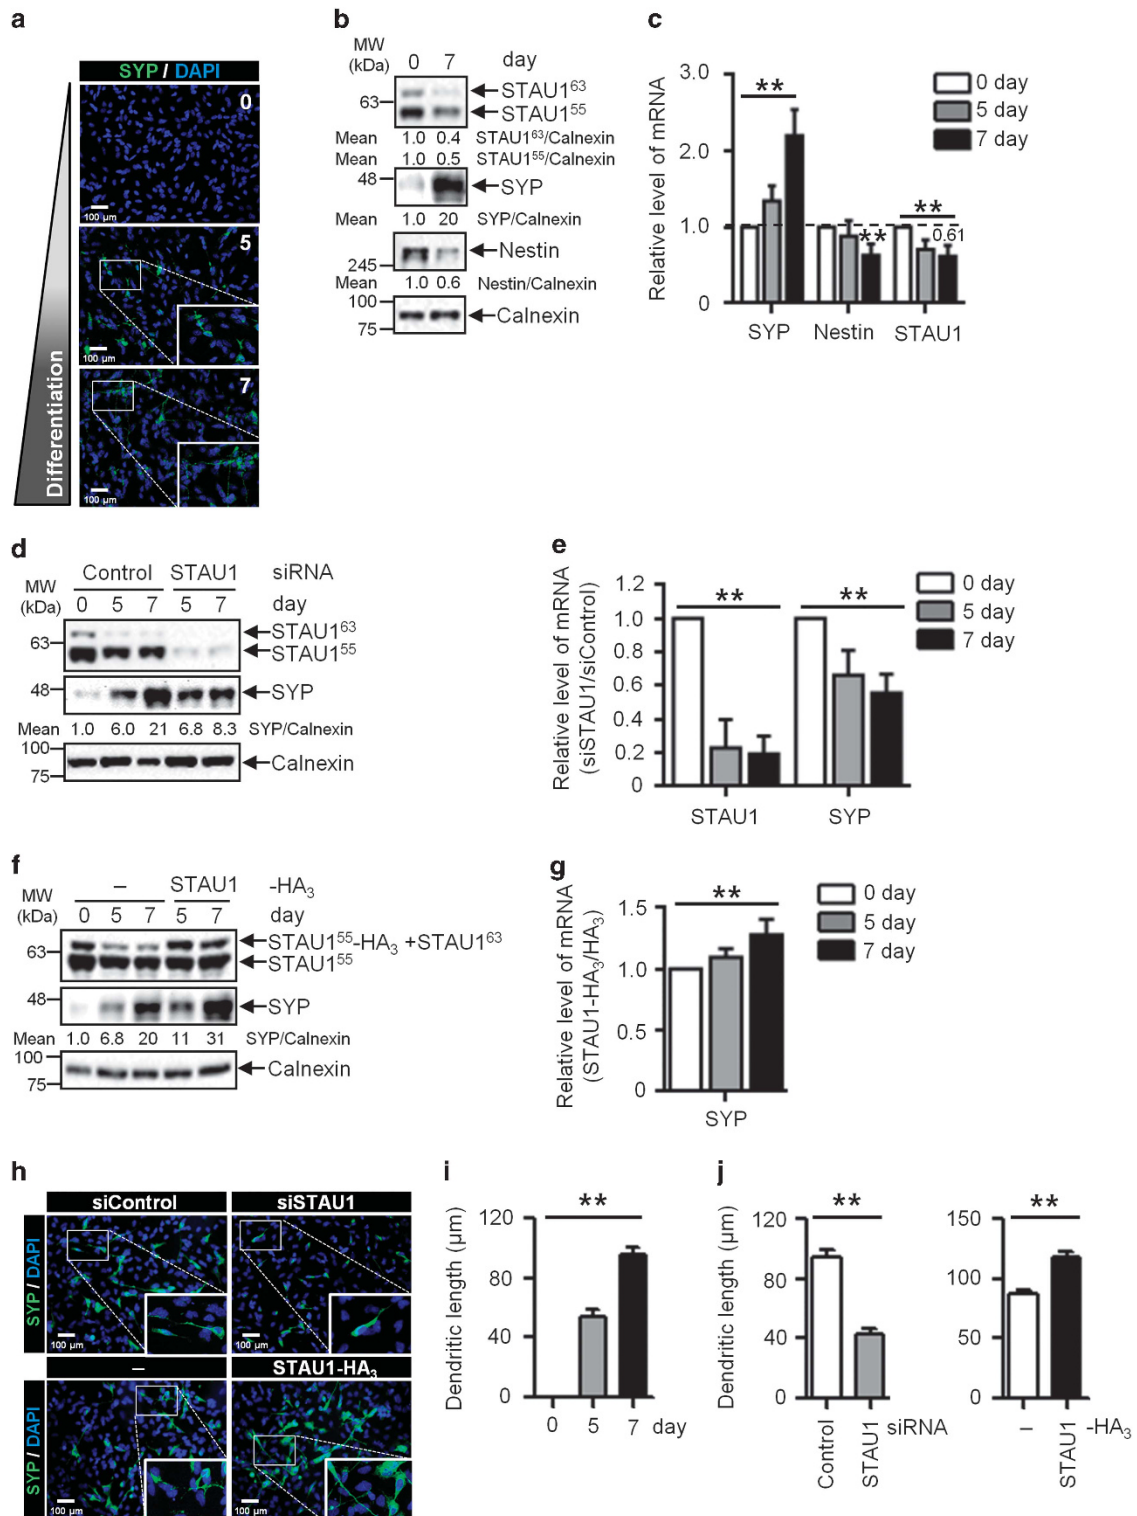 a
SYP / DAPI
0
100 µm
5
100 µm
7
100 µm
Differentiation
b
MW
(kDa)
0 7 day
63
STAU1⁶³
STAU1⁵⁵
Mean 1.0 0.4 STAU1⁶³/Calnexin
Mean 1.0 0.5 STAU1⁵⁵/Calnexin
48
SYP
Mean 1.0 20 SYP/Calnexin
Nestin
245
Mean 1.0 0.6 Nestin/Calnexin
100
75
Calnexin
c
Relative level of mRNA
3.0
2.0
1.0
0
**
**
**
0.61
SYP Nestin STAU1
0 day
5 day
7 day
d
Control STAU1 siRNA
MW
(kDa)
0 5 7 5 7 day
63
STAU1⁶³
STAU1⁵⁵
48
SYP
Mean 1.0 6.0 21 6.8 8.3 SYP/Calnexin
100
75
Calnexin
e
Relative level of mRNA
(siSTAU1/siControl)
1.2
1.0
0.8
0.6
0.4
0.2
0
** **
STAU1 SYP
0 day
5 day
7 day
f
– STAU1 -HA₃
MW
(kDa)
0 5 7 5 7 day
63
STAU1⁵⁵-HA₃ +STAU1⁶³
STAU1⁵⁵
48
SYP
Mean 1.0 6.8 20 11 31 SYP/Calnexin
100
75
Calnexin
g
Relative level of mRNA
(STAU1-HA₃/HA₃)
1.5
1.0
0.5
0
**
SYP
0 day
5 day
7 day
h
siControl siSTAU1
SYP / DAPI
100 µm
100 µm
– STAU1-HA₃
SYP / DAPI
100 µm
100 µm
i
Dendritic length (µm)
120
80
40
0
**
0 5 7 day
j
Dendritic length (µm)
120
80
40
0
**
Control STAU1 siRNA
150
100
50
0
**
– STAU1 -HA₃